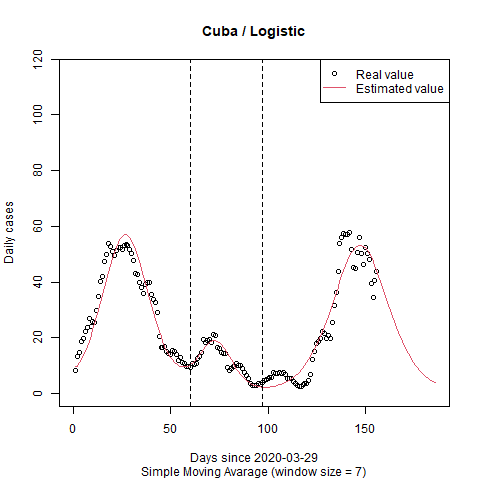 Cuba / Logistic
Real value
Estimated value
Daily cases
120
100
80
60
40
20
0
0 50 100 150
Days since 2020-03-29
Simple Moving Avarage (window size = 7)